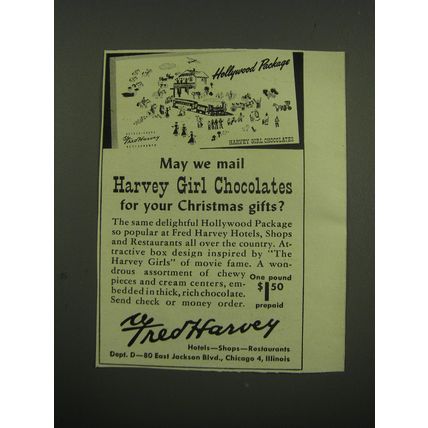 Hollywood Package
Fred Harvey
HARVEY GIRL CHOCOLATES
May we mail
Harvey Girl Chocolates
for your Christmas gifts?
The same delightful Hollywood Package
so popular at Fred Harvey Hotels, Shops
and Restaurants all over the country. At-
tractive box design inspired by "The
Harvey Girls" of movie fame. A won-
drous assortment of chewy
pieces and cream centers, em-
bedded in thick, rich chocolate.
Send check or money order.
One pound
$1.50
prepaid
Fred Harvey
Hotels—Shops—Restaurants
Dept. D—80 East Jackson Blvd., Chicago 4, Illinois